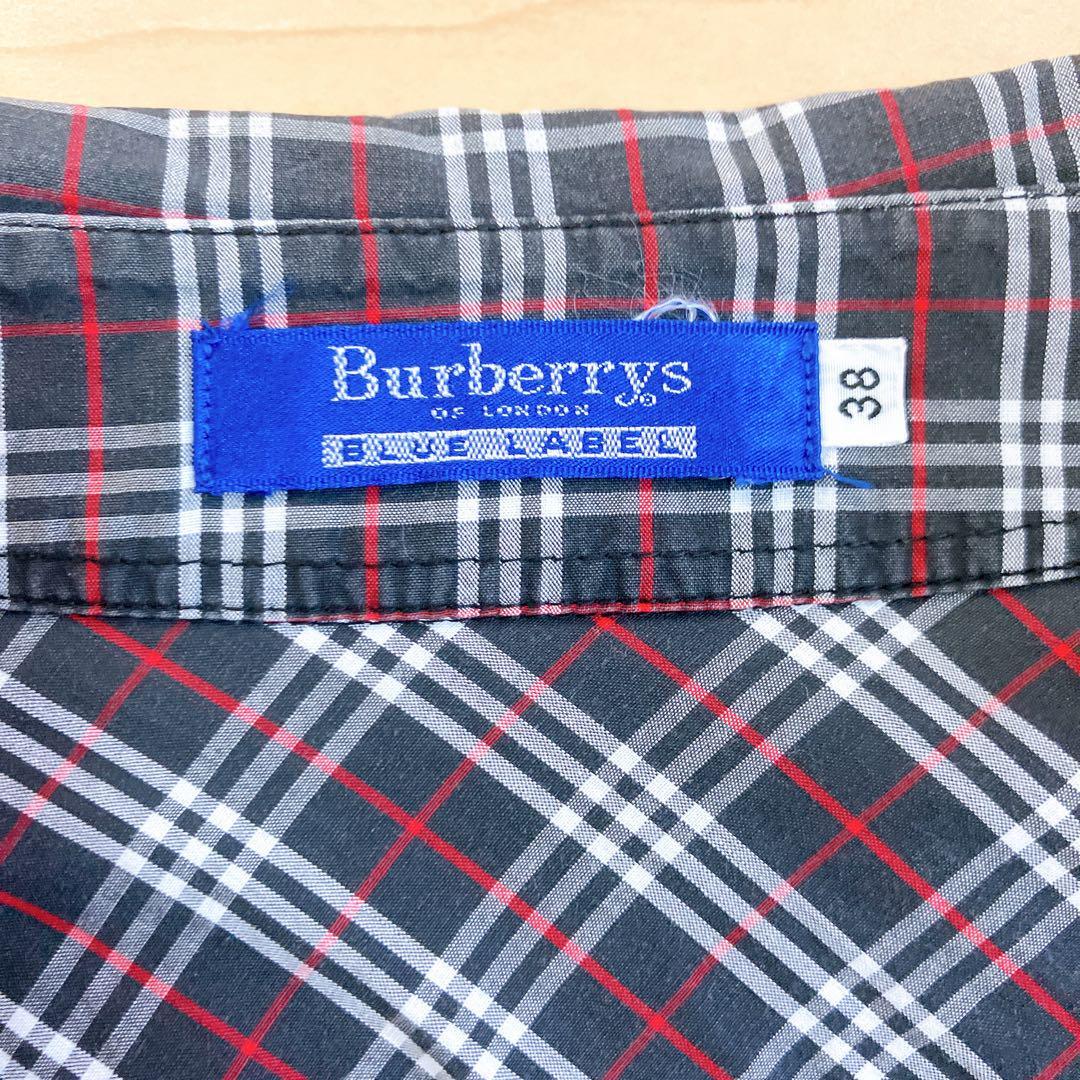 Burberrys
OF LONDON
BLUE LABEL
38